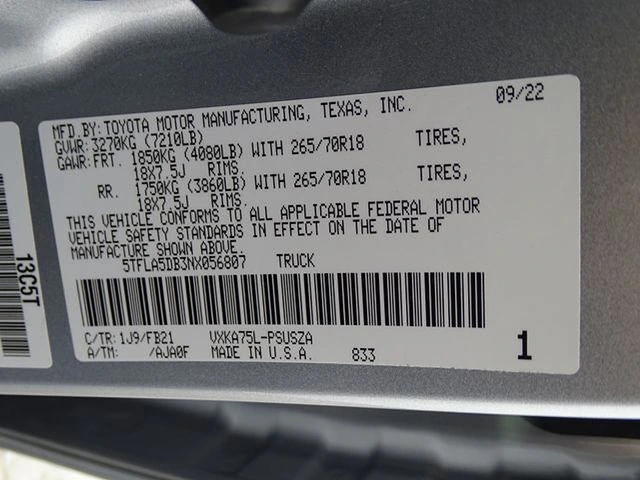 MFD.BY: TOYOTA MOTOR MANUFACTURING, TEXAS, INC. 09/22
GVWR: 3270KG (7210LB)
GAWR: FRT. 1850KG (4080LB) WITH 265/70R18 TIRES,
18X7.5J RIMS.
RR. 1750KG (3860LB) WITH 265/70R18 TIRES,
18X7.5J RIMS.
THIS VEHICLE CONFORMS TO ALL APPLICABLE FEDERAL MOTOR
VEHICLE SAFETY STANDARDS IN EFFECT ON THE DATE OF
MANUFACTURE SHOWN ABOVE.
5TFLA5DB3NX056807 TRUCK
C/TR: 1J9/FB21 VXKA75L-PSUSZA
A/TM: /AJA0F MADE IN U.S.A. 833 1
13C5T